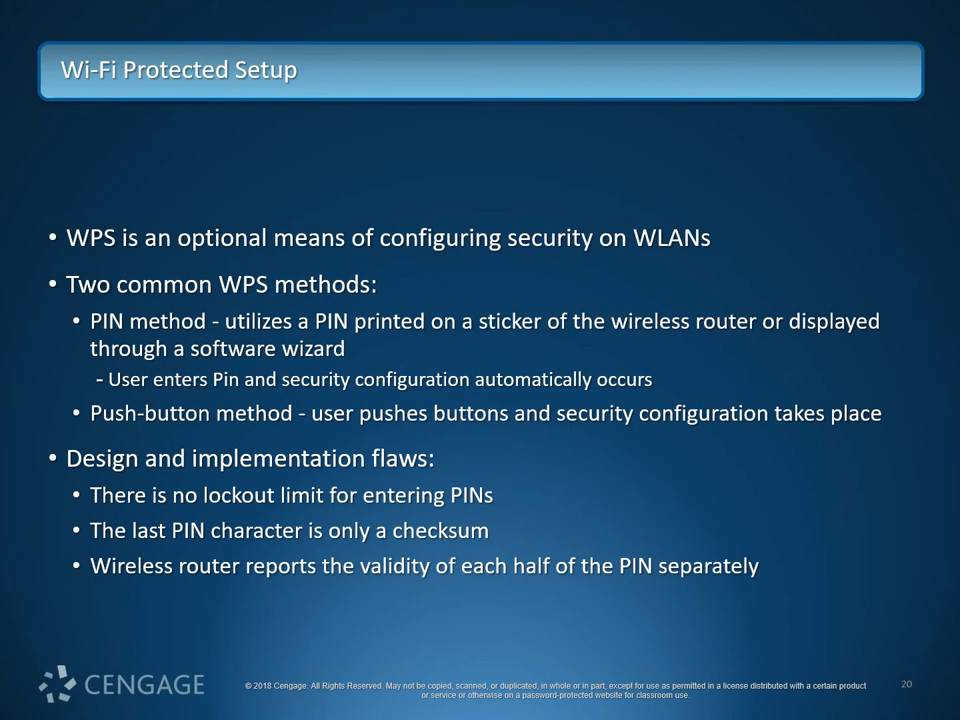 Wi-Fi Protected Setup
• WPS is an optional means of configuring security on WLANs
• Two common WPS methods:
• PIN method - utilizes a PIN printed on a sticker of the wireless router or displayed
through a software wizard
- User enters Pin and security configuration automatically occurs
• Push-button method - user pushes buttons and security configuration takes place
• Design and implementation flaws:
• There is no lockout limit for entering PINs
• The last PIN character is only a checksum
• Wireless router reports the validity of each half of the PIN separately
CENGAGE
© 2018 Cengage. All Rights Reserved. May not be copied, scanned, or duplicated, in whole or in part, except for use as permitted in a license distributed with a certain product
or service or otherwise on a password-protected website for classroom use.
20